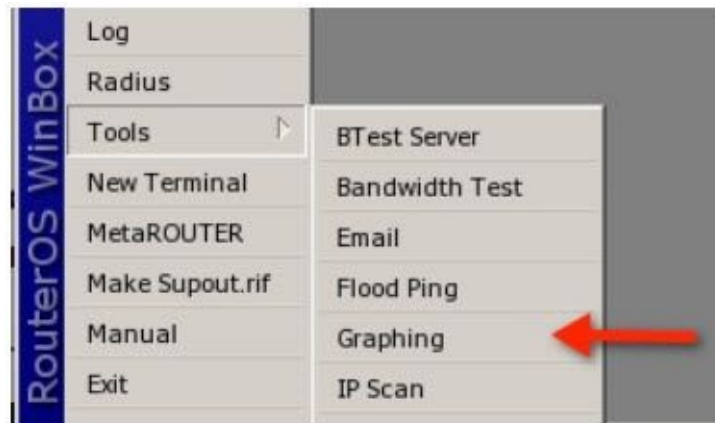 RouterOS WinBox
Log
Radius
Tools
New Terminal
MetaROUTER
Make Supout.rif
Manual
Exit
BTest Server
Bandwidth Test
Email
Flood Ping
Graphing
IP Scan